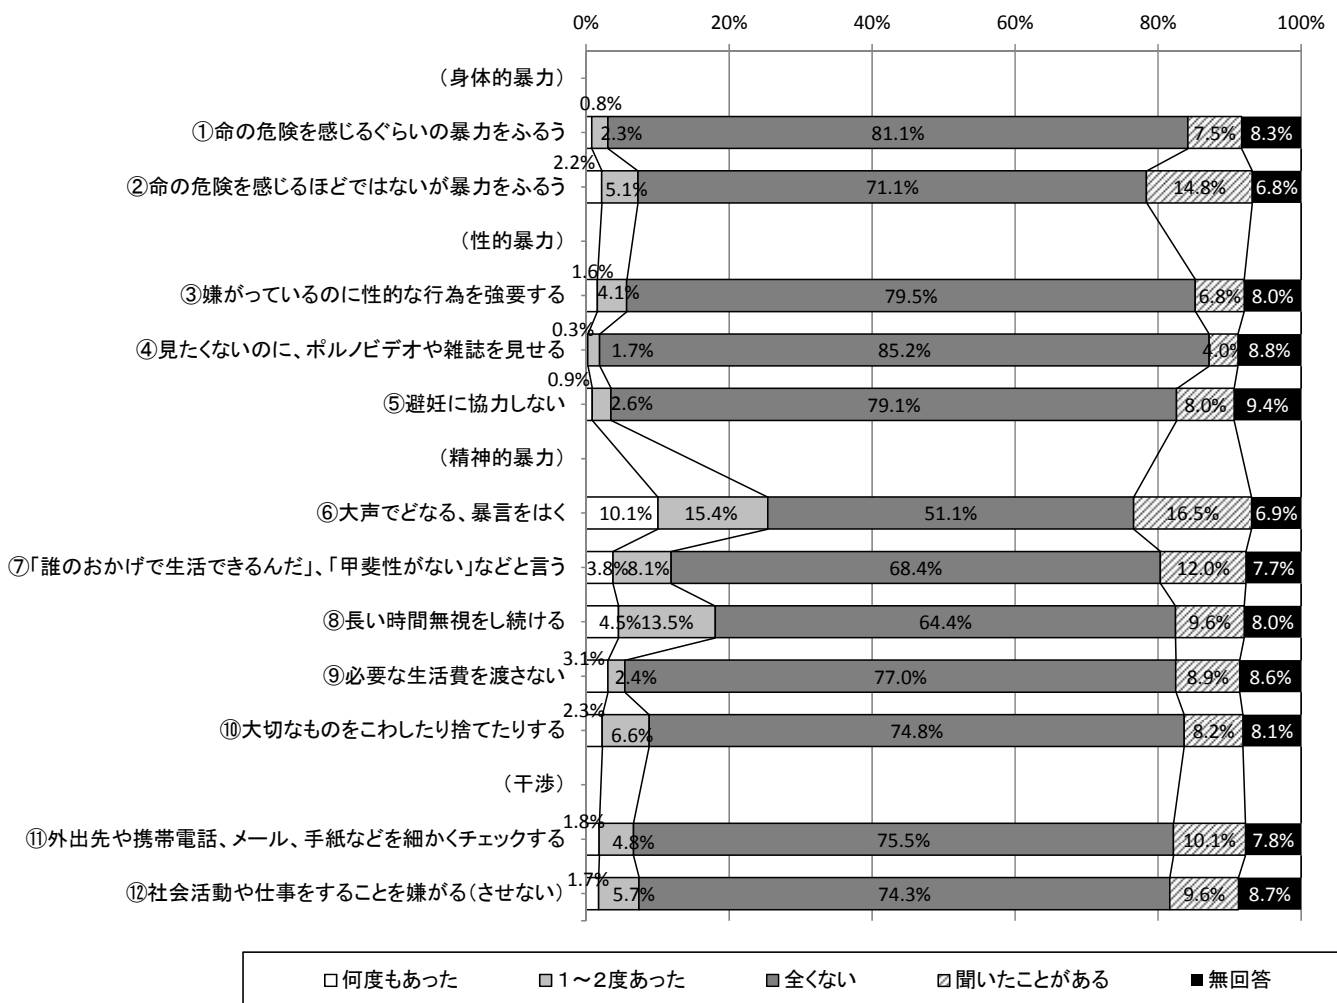 0% 20% 40% 60% 80% 100%
(身体的暴力)
0.8%
①命の危険を感じるぐらいの暴力をふるう 2.3% 81.1% 7.5% 8.3%
2.2%
②命の危険を感じるほどではないが暴力をふるう 5.1% 71.1% 14.8% 6.8%
(性的暴力)
1.6%
③嫌がっているのに性的な行為を強要する 4.1% 79.5% 6.8% 8.0%
0.3%
④見たくないのに、ポルノビデオや雑誌を見せる 1.7% 85.2% 4.0% 8.8%
0.9%
⑤避妊に協力しない 2.6% 79.1% 8.0% 9.4%
(精神的暴力)
⑥大声でどなる、暴言をはく 10.1% 15.4% 51.1% 16.5% 6.9%
⑦「誰のおかげで生活できるんだ」、「甲斐性がない」などと言う 3.8% 8.1% 68.4% 12.0% 7.7%
⑧長い時間無視をし続ける 4.5% 13.5% 64.4% 9.6% 8.0%
3.1%
⑨必要な生活費を渡さない 2.4% 77.0% 8.9% 8.6%
2.3%
⑩大切なものをこわしたり捨てたりする 6.6% 74.8% 8.2% 8.1%
(干渉)
1.8%
⑪外出先や携帯電話、メール、手紙などを細かくチェックする 4.8% 75.5% 10.1% 7.8%
1.7%
⑫社会活動や仕事をすることを嫌がる(させない) 5.7% 74.3% 9.6% 8.7%
何度もあった 1～2度あった 全くない 聞いたことがある 無回答